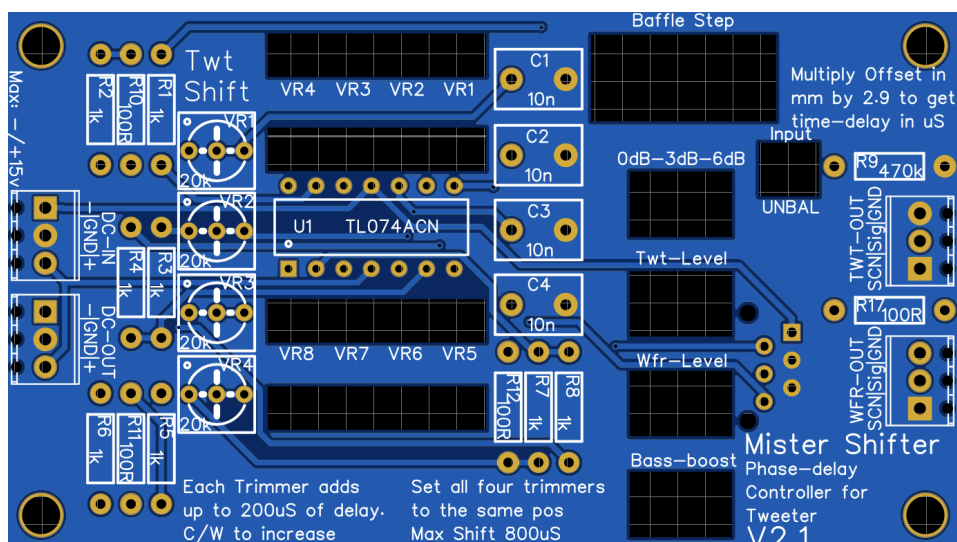 Baffle Step
Twt
Shift
VR4 VR3 VR2 VR1
C1
10n
Multiply Offset in
mm by 2.9 to get
time-delay in uS
Max: -/+15v
R2
1k
R10
100R
R1
1k
VR1
20k
C2
10n
0dB-3dB-6dB
Input
UNBAL
R9
470k
-|GND|+
DC-IN
VR2
20k
U1 TL074ACN
C3
10n
TWT-OUT
SCN|Sig|GND
R4
1k
R3
1k
Twt-Level
VR3
20k
C4
10n
R17
100R
-|GND|+
DC-OUT
VR8 VR7 VR6 VR5
Wfr-Level
WFR-OUT
SCN|Sig|GND
VR4
20k
R12
100R
R7
1k
R8
1k
R6
1k
R11
100R
R5
1k
Bass-boost
Mister Shifter
Phase-delay
Controller for
Tweeter
V2.1
Each Trimmer adds
up to 200uS of delay.
C/W to increase
Set all four trimmers
to the same pos
Max Shift 800uS